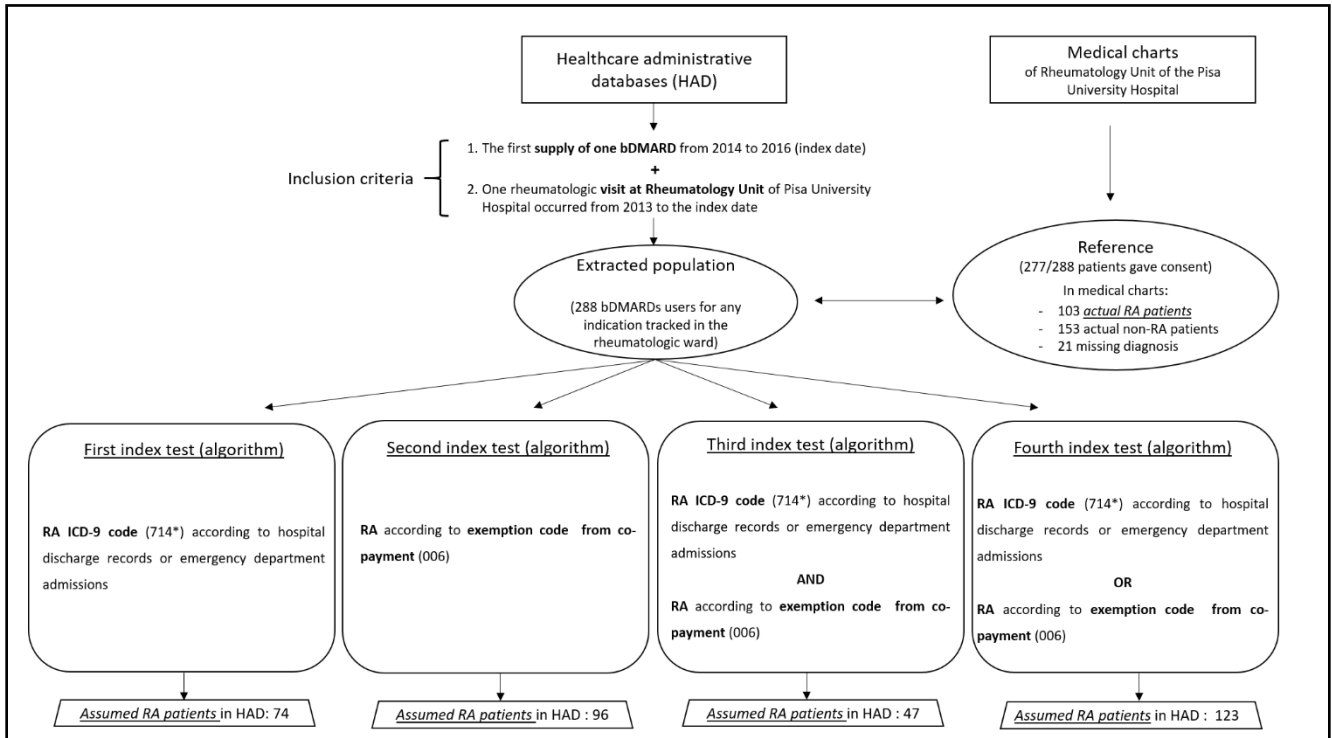 Healthcare administrative
databases (HAD)
Medical charts
of Rheumatology Unit of the Pisa
University Hospital
Inclusion criteria
1. The first supply of one bDMARD from 2014 to 2016 (index date)
+
2. One rheumatologic visit at Rheumatology Unit of Pisa University
Hospital occurred from 2013 to the index date
Extracted population
(288 bDMARDs users for any
indication tracked in the
rheumatologic ward)
Reference
(277/288 patients gave consent)
In medical charts:
- 103 actual RA patients
- 153 actual non-RA patients
- 21 missing diagnosis
First index test (algorithm)
RA ICD-9 code (714*) according to hospital
discharge records or emergency department
admissions
Second index test (algorithm)
RA according to exemption code from co-
payment (006)
Third index test (algorithm)
RA ICD-9 code (714*) according to hospital
discharge records or emergency department
admissions
AND
RA according to exemption code from co-
payment (006)
Fourth index test (algorithm)
RA ICD-9 code (714*) according to hospital
discharge records or emergency department
admissions
OR
RA according to exemption code from co-
payment (006)
Assumed RA patients in HAD: 74
Assumed RA patients in HAD : 96
Assumed RA patients in HAD : 47
Assumed RA patients in HAD : 123